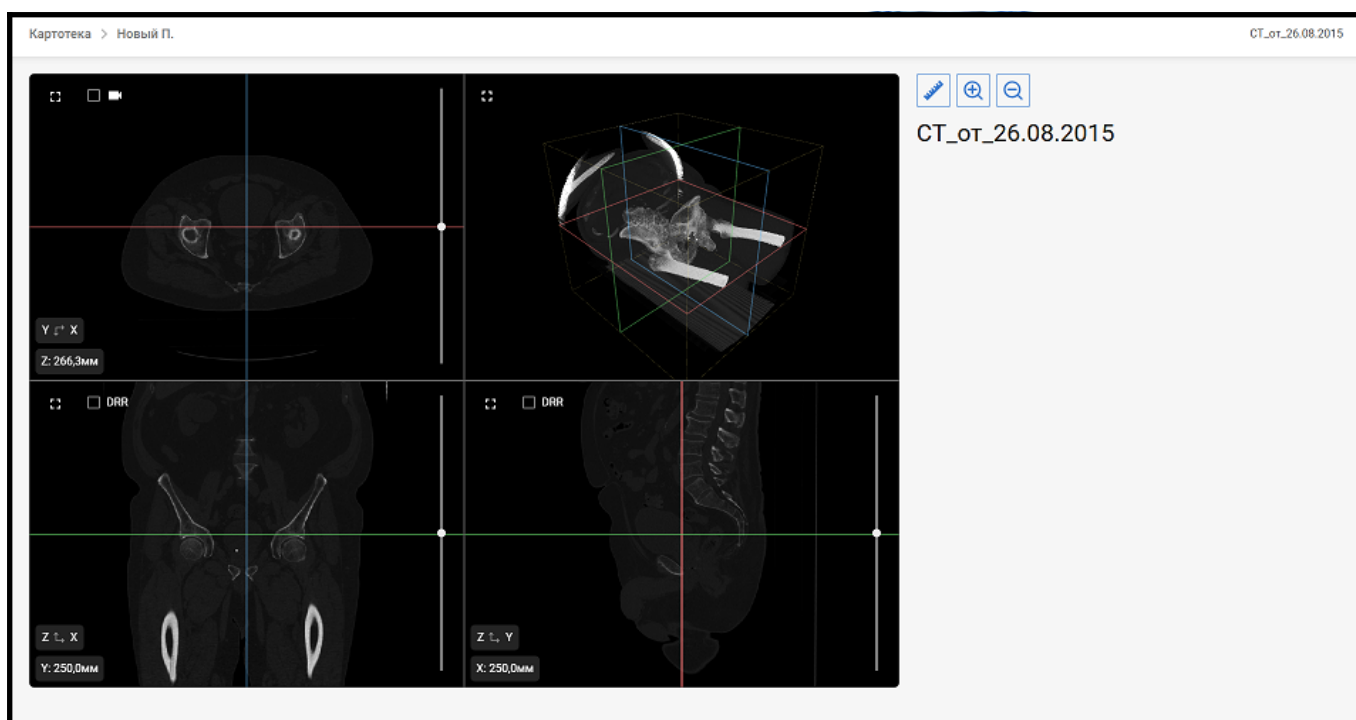 Картотека > Новый П.
СТ_от_26.08.2015
СТ_от_26.08.2015
Y X
Z: 266,3мм
DRR
Z X
Y: 250,0мм
DRR
Z Y
X: 250,0мм